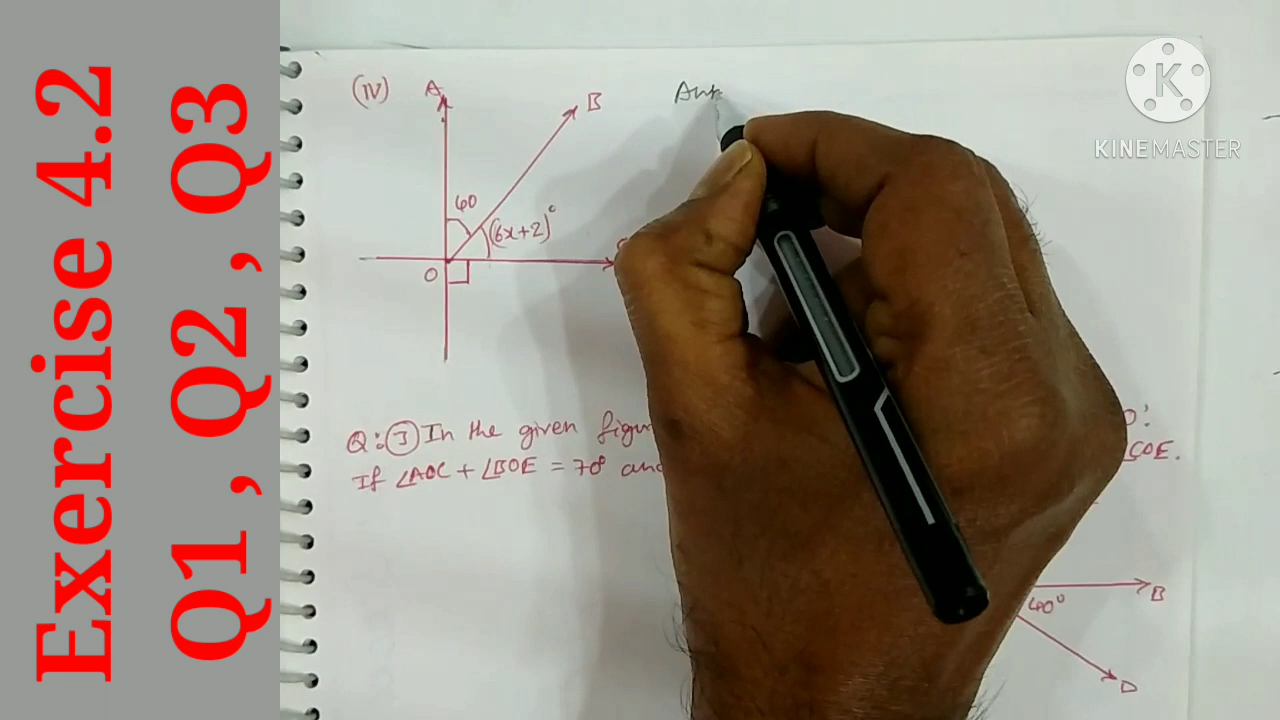 Exercise 4.2
Q1 , Q2 , Q3
K
KINEMASTER
(iv)
A
B
60
(6x+2)°
O
Q:③ In the given figur
If ∠AOC + ∠BOE = 70° and
∠COE.
B
40°
D